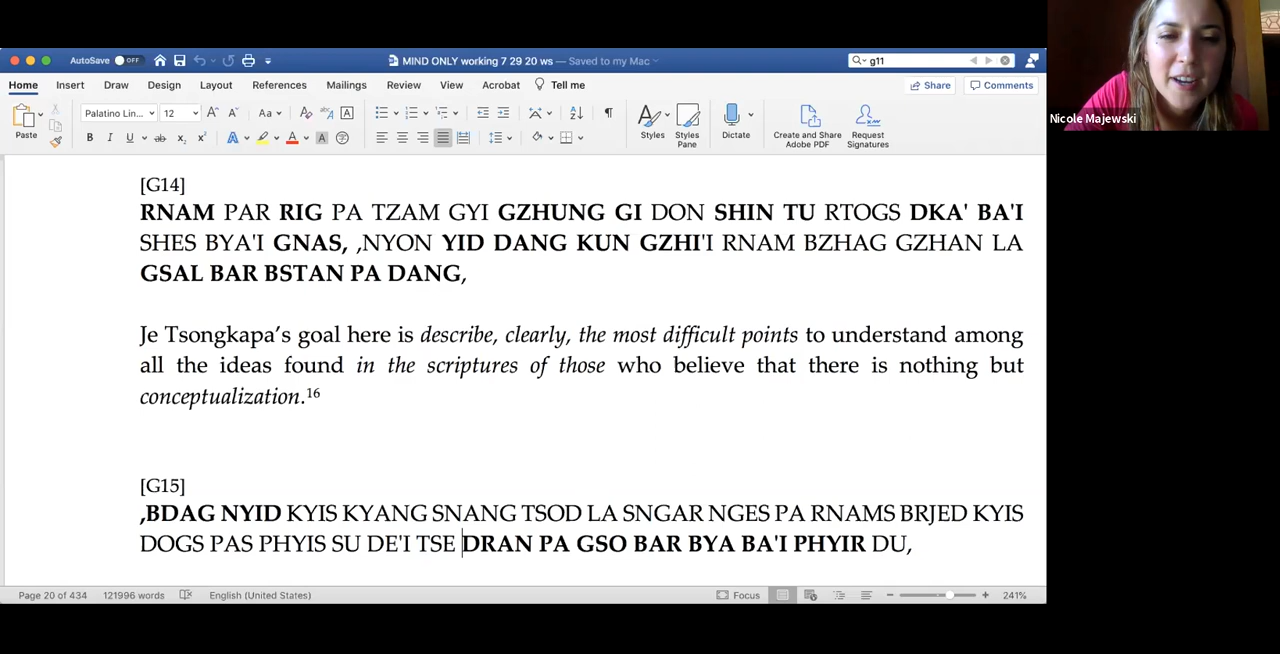 AutoSave OFF MIND ONLY working 7 29 20 ws — Saved to my Mac g11
Home Insert Draw Design Layout References Mailings Review View Acrobat Tell me Share Comments
Paste Palatino Lin... 12 Styles Styles Pane Dictate Create and Share Adobe PDF Request Signatures
Nicole Majewski
[G14]
RNAM PAR RIG PA TZAM GYI GZHUNG GI DON SHIN TU RTOGS DKA' BA'I
SHES BYA'I GNAS, ,NYON YID DANG KUN GZHI'I RNAM BZHAG GZHAN LA
GSAL BAR BSTAN PA DANG,
Je Tsongkapa's goal here is describe, clearly, the most difficult points to understand among
all the ideas found in the scriptures of those who believe that there is nothing but
conceptualization.16
[G15]
,BDAG NYID KYIS KYANG SNANG TSOD LA SNGAR NGES PA RNAMS BRJED KYIS
DOGS PAS PHYIS SU DE'I TSE DRAN PA GSO BAR BYA BA'I PHYIR DU,
Page 20 of 434 121996 words English (United States) Focus 241%